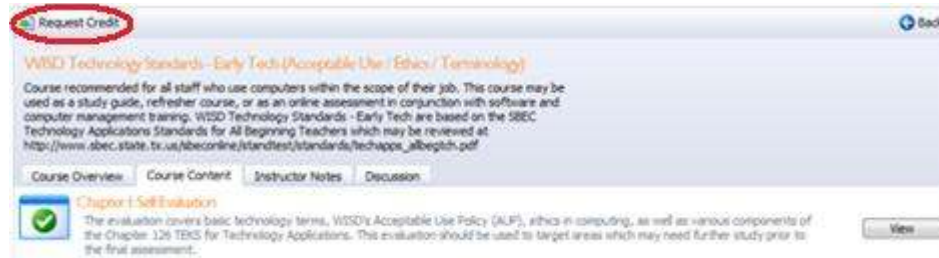 Request Credit
Back
WISD Technology Standards - Early Tech (Acceptable Use / Ethics / Terminology)
Course recommended for all staff who use computers within the scope of their job. This course may be
used as a study guide, refresher course, or as an online assessment in conjunction with software and
computer management training. WISD Technology Standards - Early Tech are based on the SBEC
Technology Applications Standards for All Beginning Teachers which may be reviewed at
http://www.sbec.state.tx.us/sbeconline/standtest/standards/techapps_allbegtch.pdf
Course Overview Course Content Instructor Notes Discussion
Chapter 1 Self Evaluation
The evaluation covers basic technology terms, WISD's Acceptable Use Policy (AUP), ethics in computing, as well as various components of
View
the Chapter 126 TEKS for Technology Applications. This evaluation should be used to target areas which may need further study prior to
the final assessment.